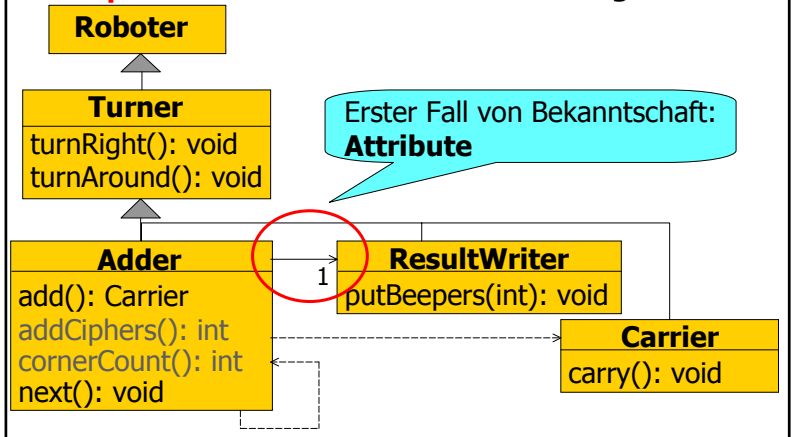 Roboter
Turner
turnRight(): void
turnAround(): void
Erster Fall von Bekanntschaft:
Attribute
Adder
add(): Carrier
addCiphers(): int
cornerCount(): int
next(): void
1
ResultWriter
putBeepers(int): void
Carrier
carry(): void